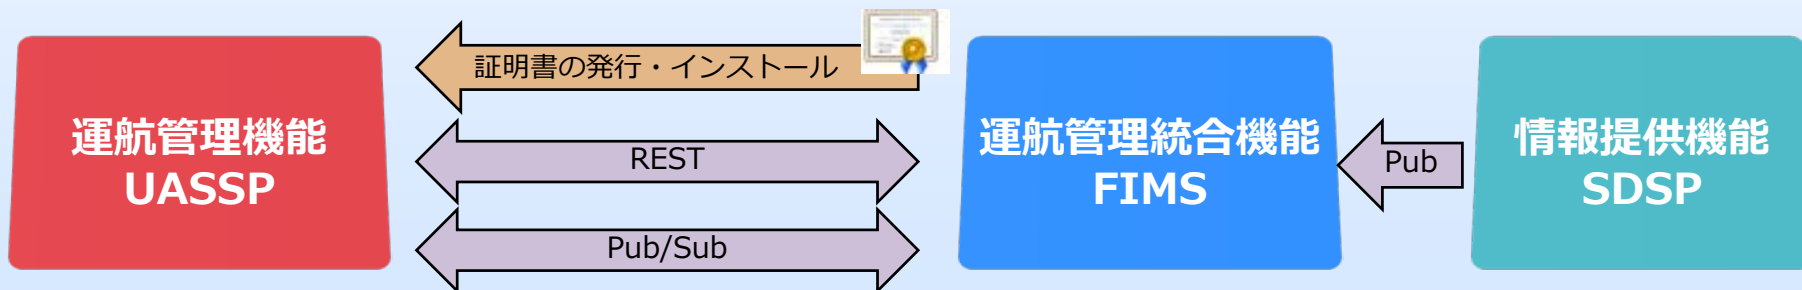 運航管理機能
UASSP
証明書の発行・インストール
REST
Pub/Sub
運航管理統合機能
FIMS
Pub
情報提供機能
SDSP